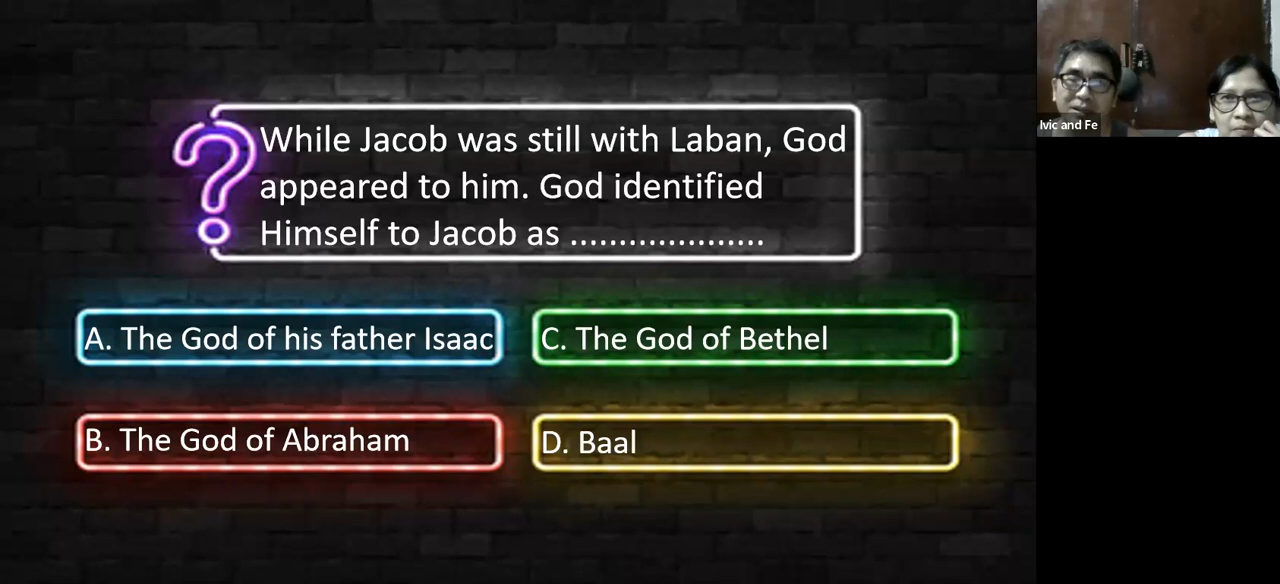 While Jacob was still with Laban, God
appeared to him. God identified
Himself to Jacob as ....................
A. The God of his father Isaac
C. The God of Bethel
B. The God of Abraham
D. Baal
Ivic and Fe